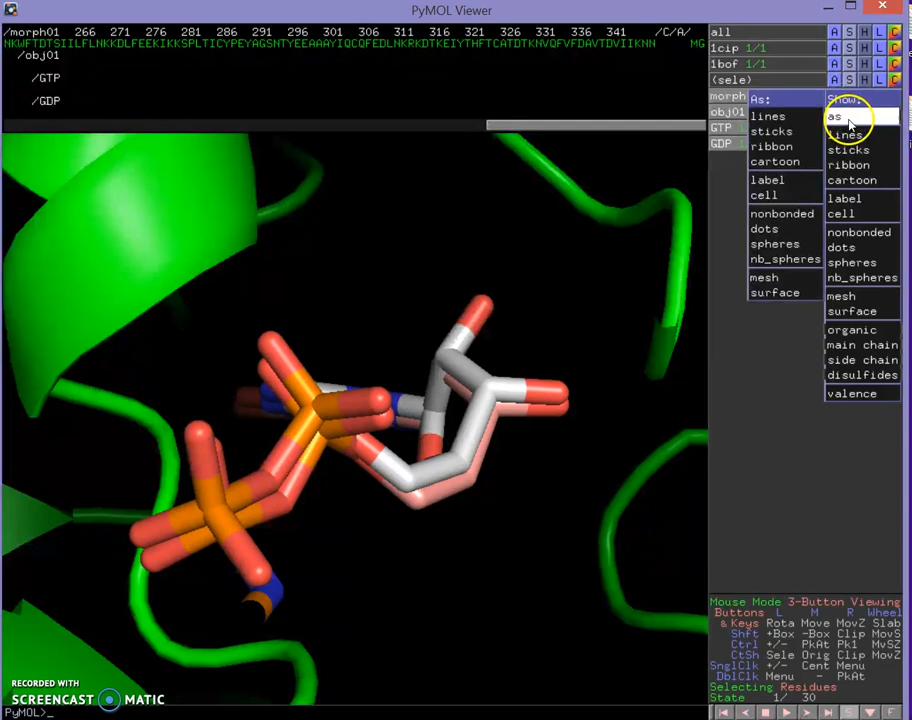 PyMOL Viewer
/morph01 266 271 276 281 286 291 296 301 306 311 316 321 326 331 336 341 /C/A/
NKWFTDTSIILFLNKKDLFEEKIKKSPLTICYPEYAGSNTYEEAAAYIQCQFEDLNKRKDTKEIYTHFTCATDTKNVQFVFDAVTDVIIKNN MG
/obj01
/GTP
/GDP
all A S H L C
1cip 1/1 A S H L C
1bof 1/1 A S H L C
(sele) A S H L C
morph
obj01
GTP
GDP
As:
lines
sticks
ribbon
cartoon
label
cell
nonbonded
dots
spheres
nb_spheres
mesh
surface
Show:
as
lines
sticks
ribbon
cartoon
label
cell
nonbonded
dots
spheres
nb_spheres
mesh
surface
organic
main chain
side chain
disulfides
valence
Mouse Mode 3-Button Viewing
Buttons L M R Wheel
& Keys Rota Move MovZ Slab
Shft +Box -Box Clip MovS
Ctrl +/- PkAt Pk1 MvSZ
CtSh Sele Orig Clip MovZ
SnglClk +/- Cent Menu
DblClk Menu - PkAt
Selecting Residues
State 1/ 30
S F
RECORDED WITH
SCREENCAST MATIC
PyMOL>_